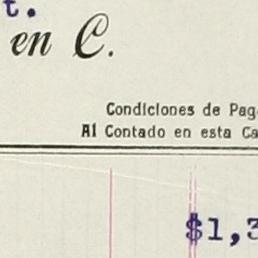 t.
en C.
Condiciones de Pag
Al Contado en esta Ca
$1,3